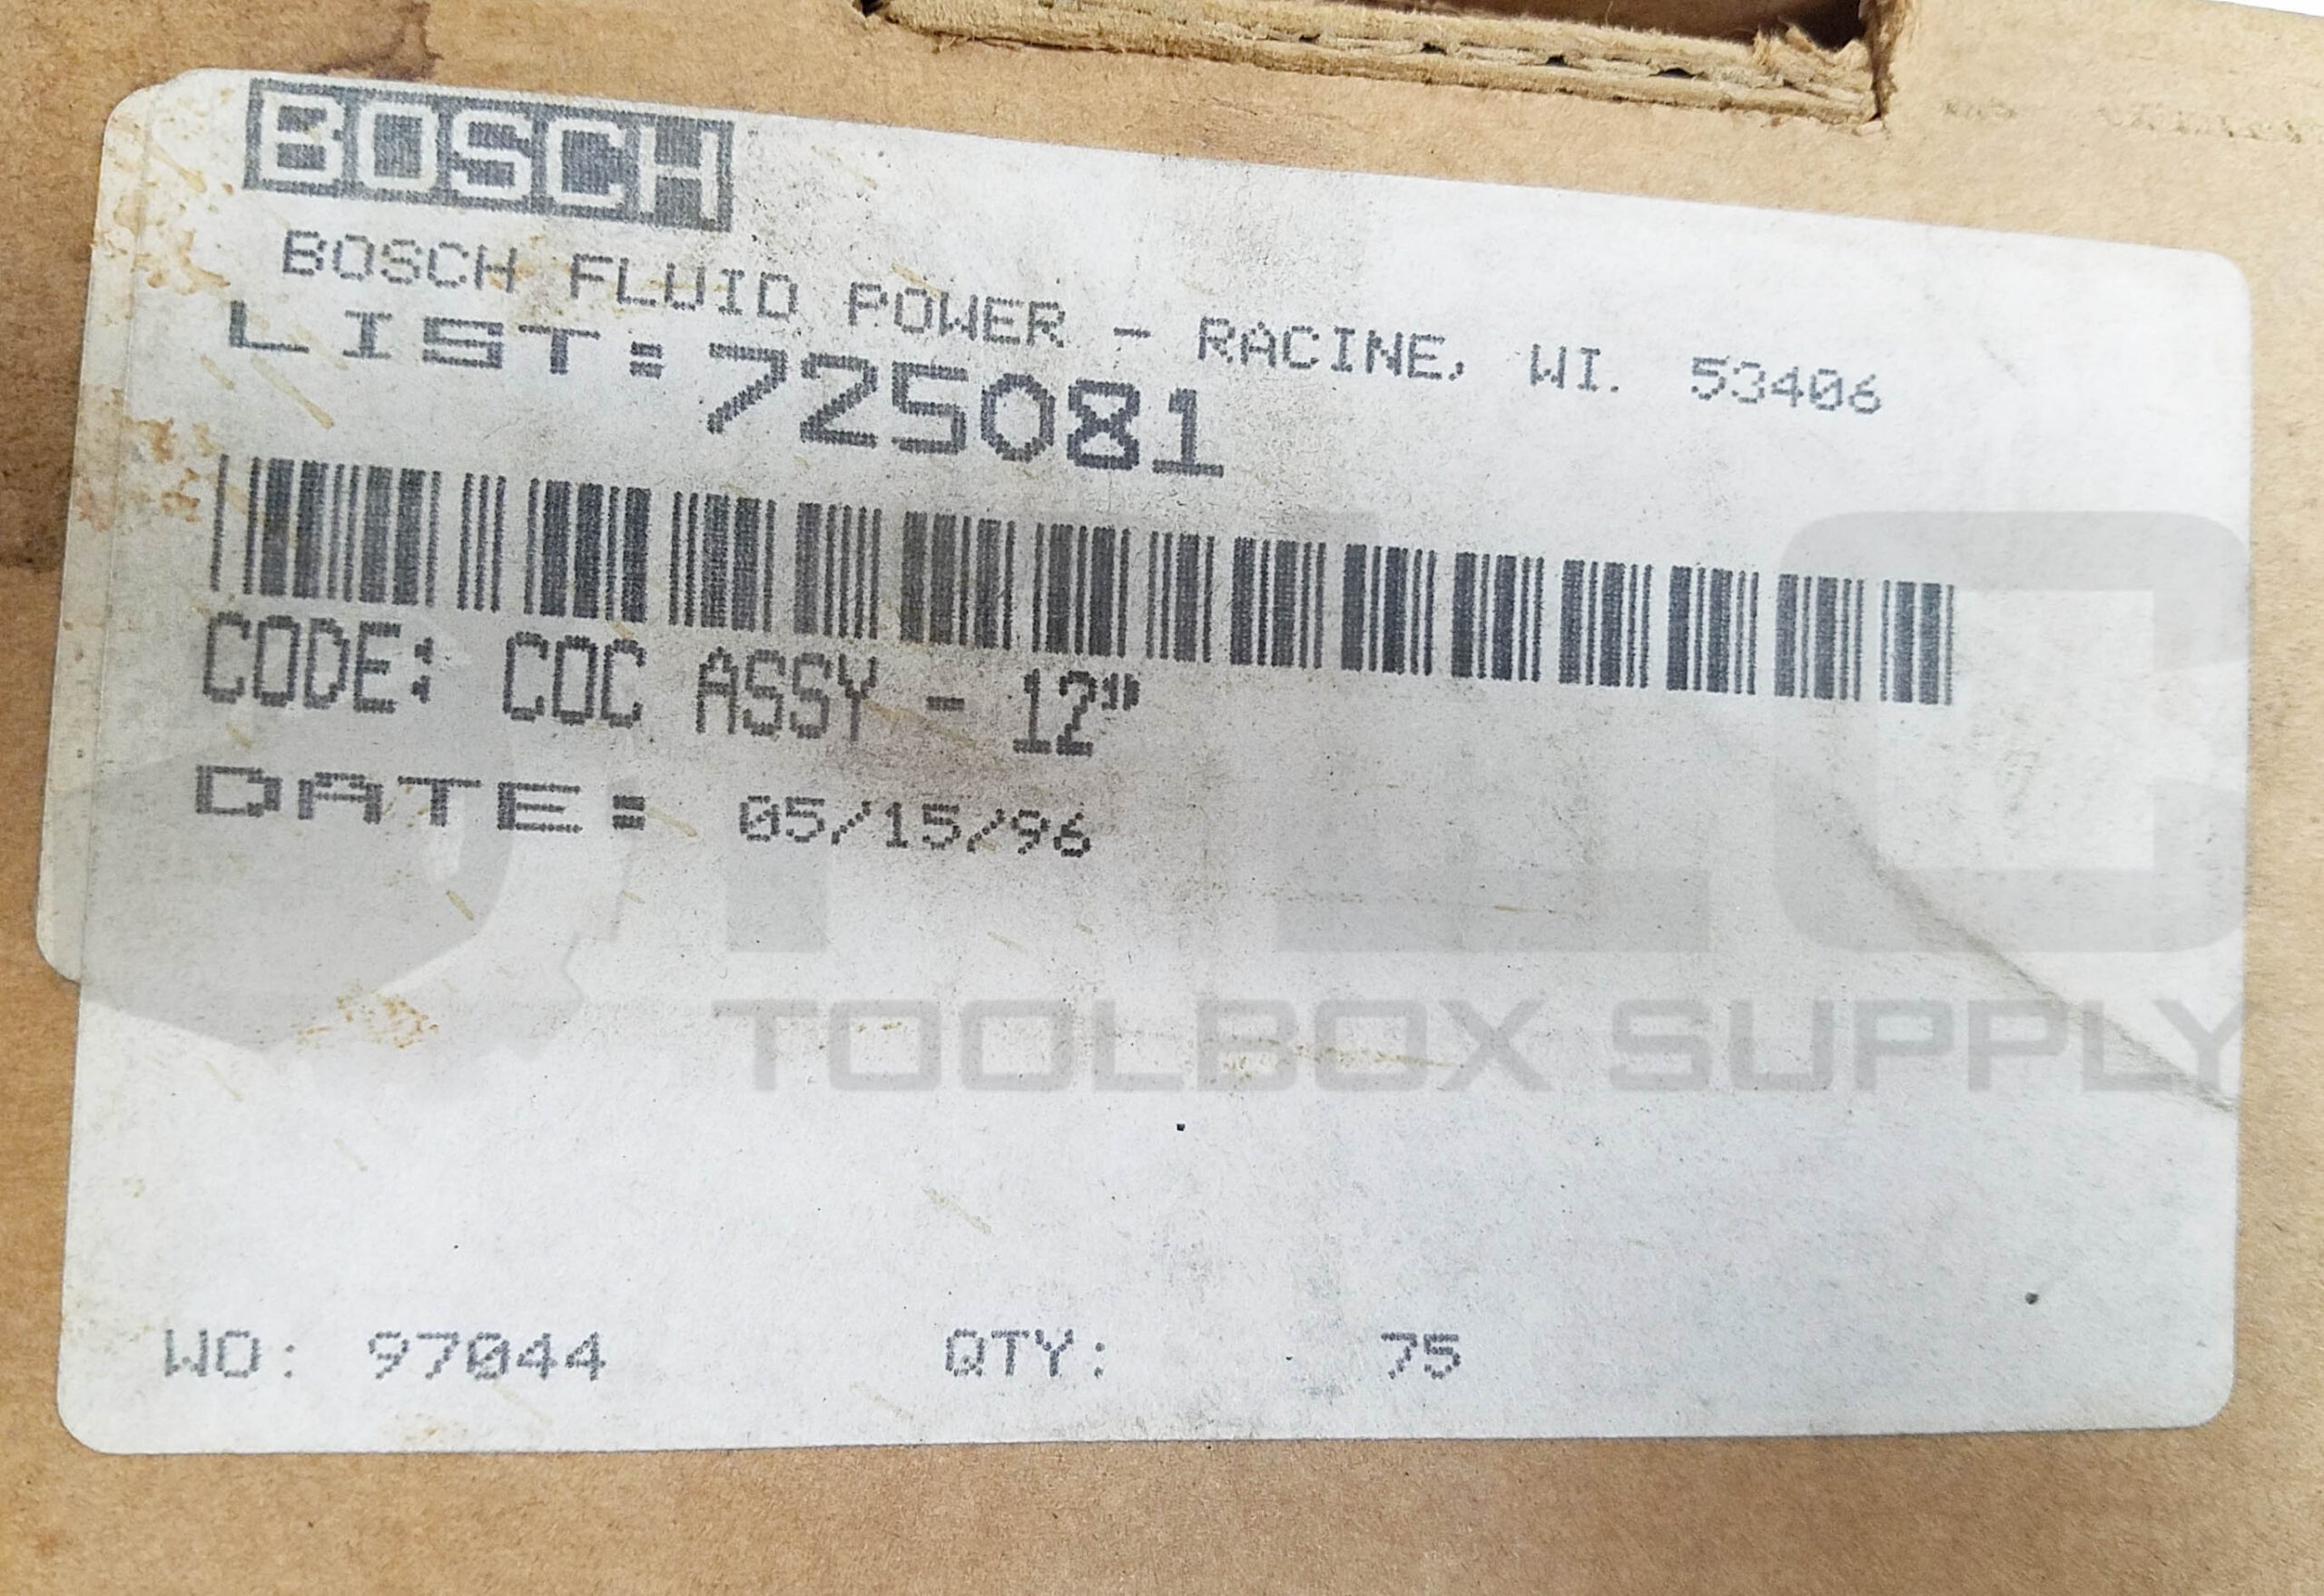 BOSCH
BOSCH FLUID POWER - RACINE, WI. 53406
LIST: 725081
CODE: COC ASSY - 12"
DATE: 05/15/96
TOOLBOX SUPPLY
WO: 97044 QTY: 75